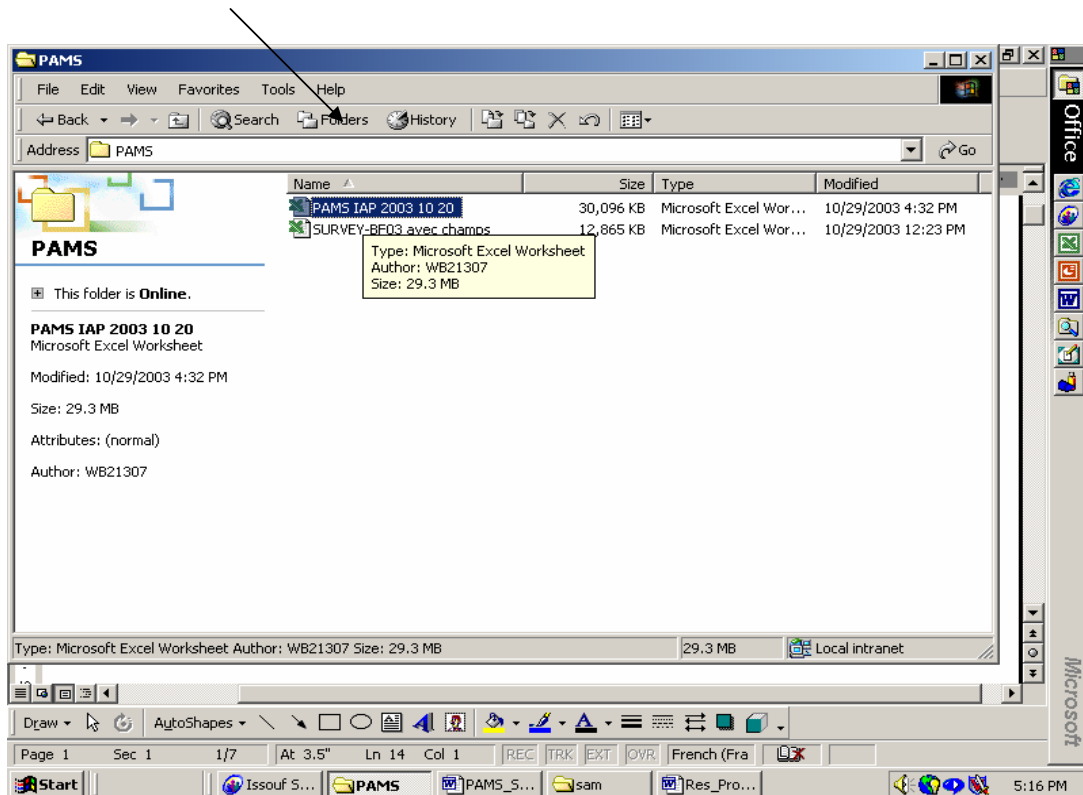 PAMS
File Edit View Favorites Tools Help
Back Search Folders History
Address PAMS Go
Name Size Type Modified
PAMS IAP 2003 10 20 30,096 KB Microsoft Excel Wor... 10/29/2003 4:32 PM
SURVEY-BF03 avec champs 12,865 KB Microsoft Excel Wor... 10/29/2003 12:23 PM
Type: Microsoft Excel Worksheet
Author: WB21307
Size: 29.3 MB
PAMS
This folder is Online.
PAMS IAP 2003 10 20
Microsoft Excel Worksheet
Modified: 10/29/2003 4:32 PM
Size: 29.3 MB
Attributes: (normal)
Author: WB21307
Type: Microsoft Excel Worksheet Author: WB21307 Size: 29.3 MB 29.3 MB Local intranet
Office
Microsoft
Draw AutoShapes
Page 1 Sec 1 1/7 At 3.5" Ln 14 Col 1 REC TRK EXT OVR French (Fra
Start Issouf S... PAMS PAMS_S... sam Res_Pro... 5:16 PM